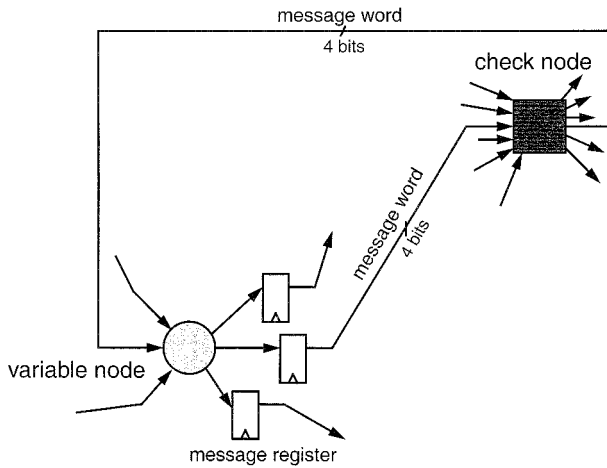 message word
4 bits
check node
message word
4 bits
variable node
message register